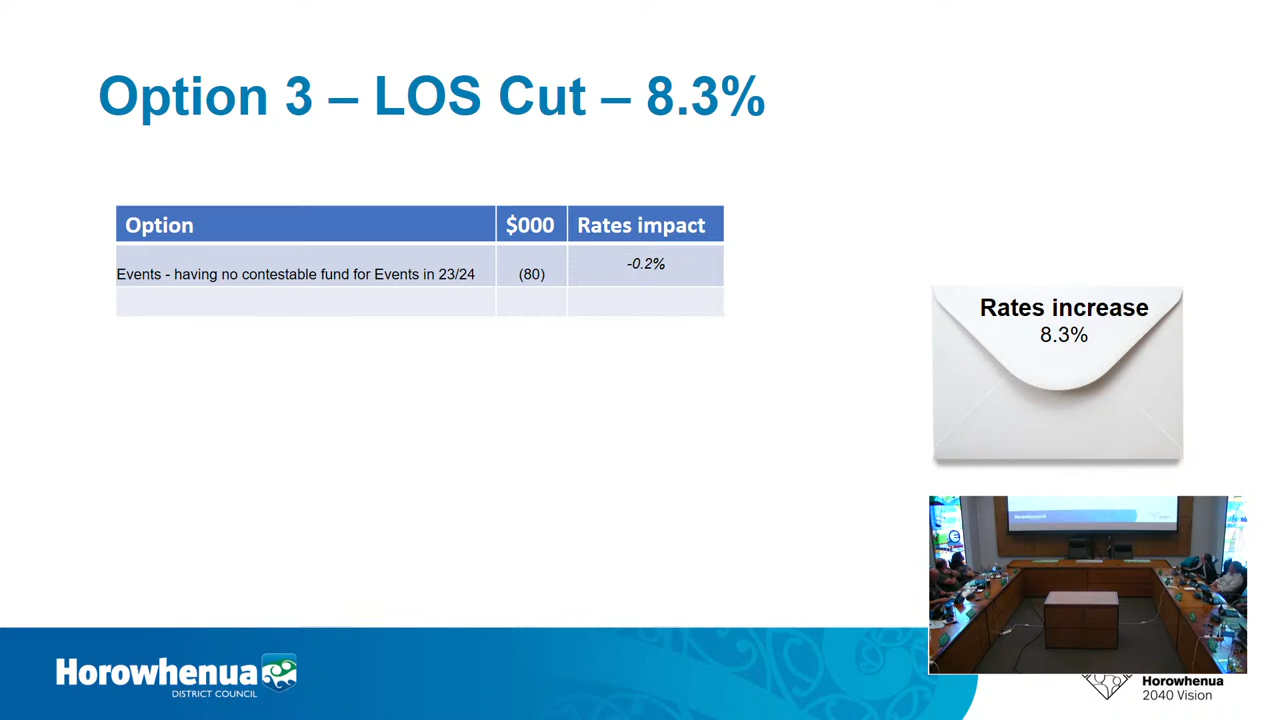 Option 3 – LOS Cut – 8.3%
Option $000 Rates impact
Events - having no contestable fund for Events in 23/24 (80) -0.2%
Rates increase
8.3%
Horowhenua
DISTRICT COUNCIL
Horowhenua
2040 Vision